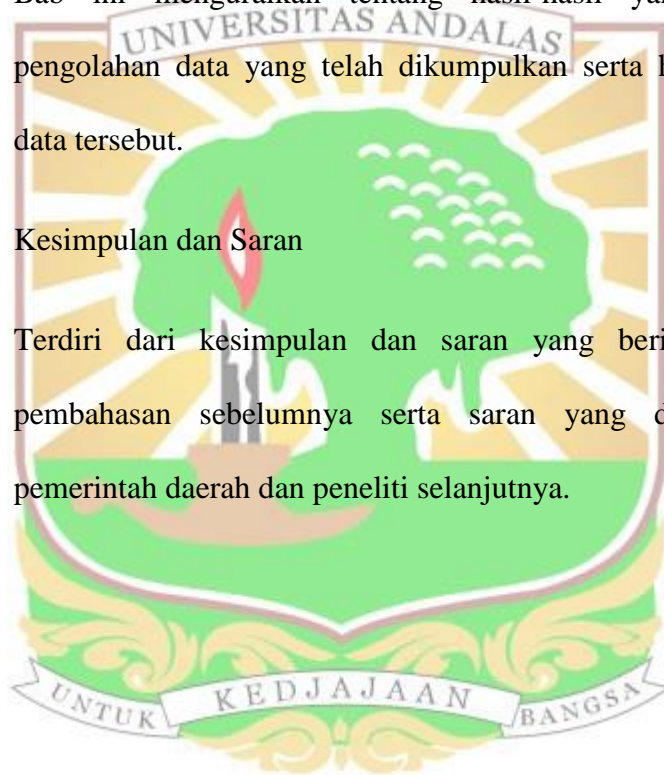 Bab ini menguraikan tentang hasil-hasil
UNIVERSITAS ANDALAS
pengolahan data yang telah dikumpulkan serta
data tersebut.
Kesimpulan dan Saran
Terdiri dari kesimpulan dan saran yang
pembahasan sebelumnya serta saran yang
pemerintah daerah dan peneliti selanjutnya.
UNTUK KEDJAJAAN BANGSA